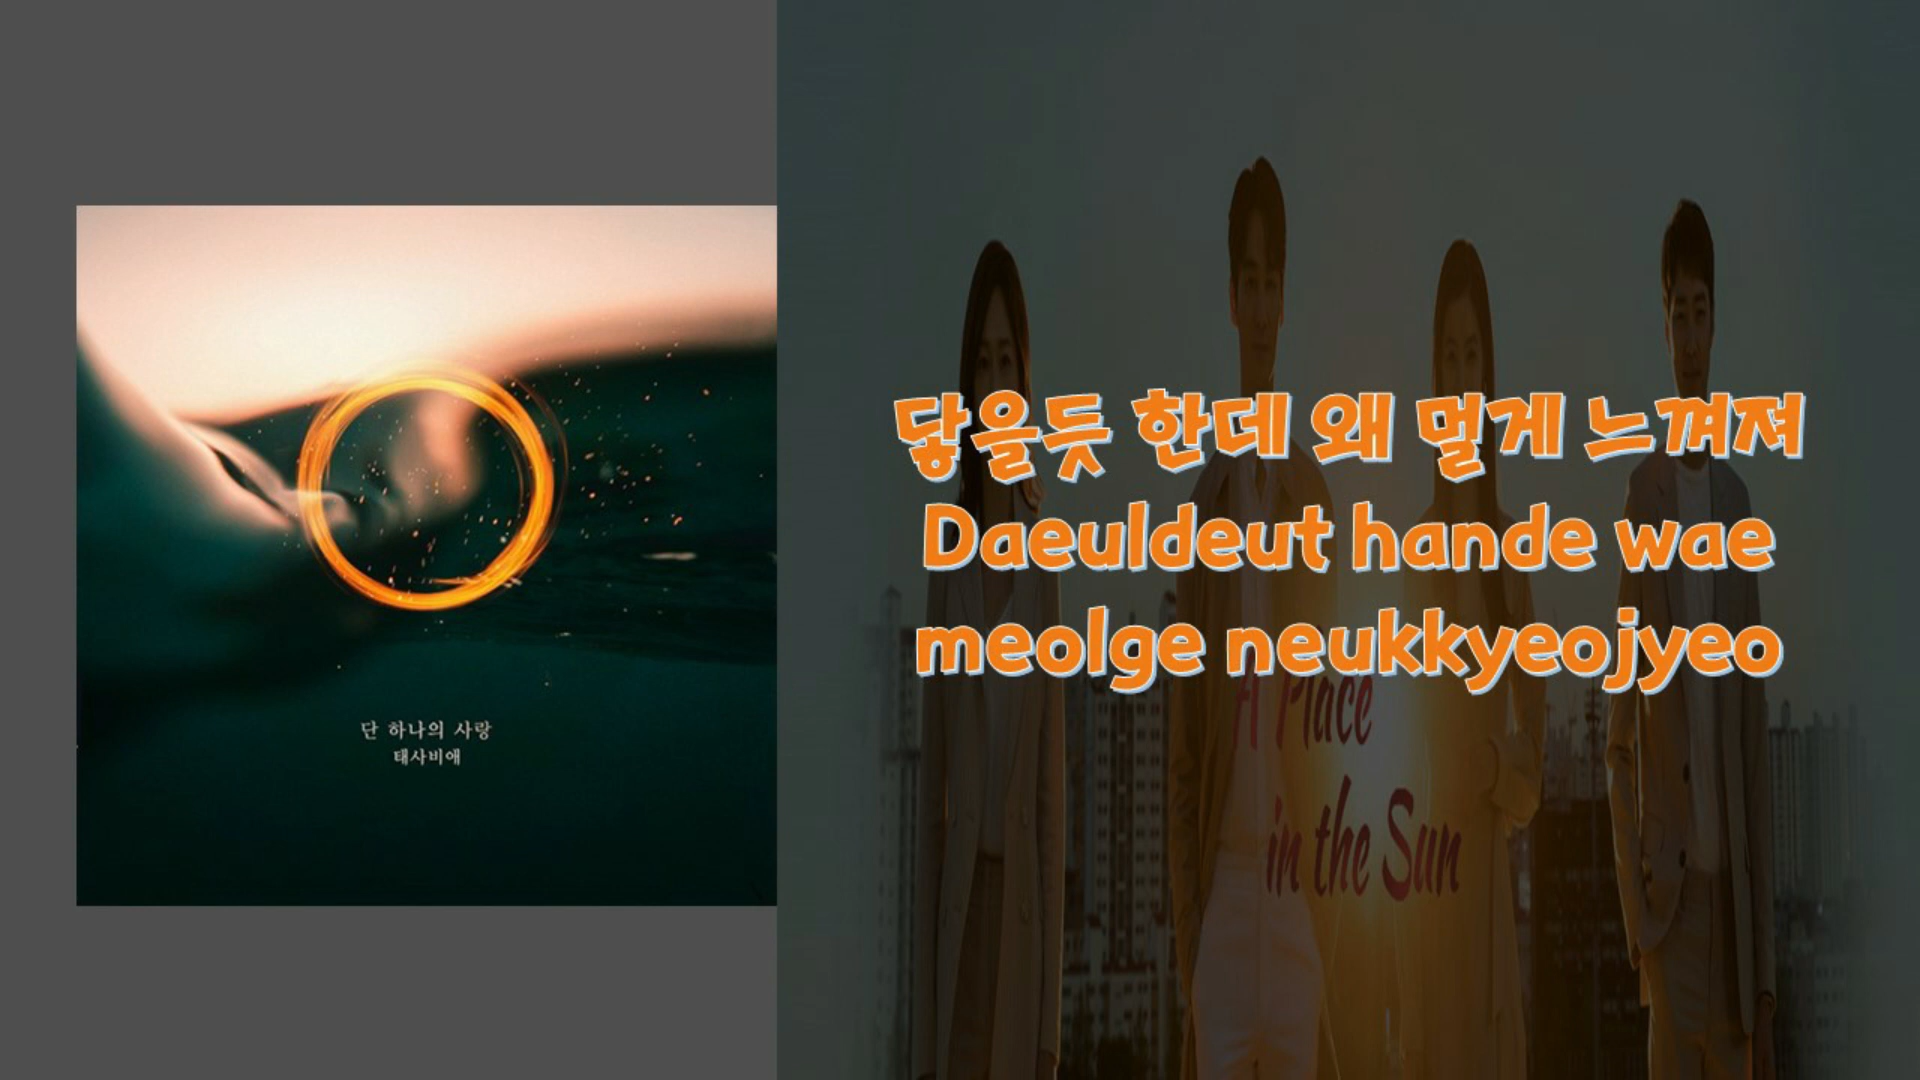 단 하나의 사랑
태사비애
닿을듯 한데 왜 멀게 느껴져
Daeuldeut hande wae
meolge neukkyeojyeo
A Place
in the Sun